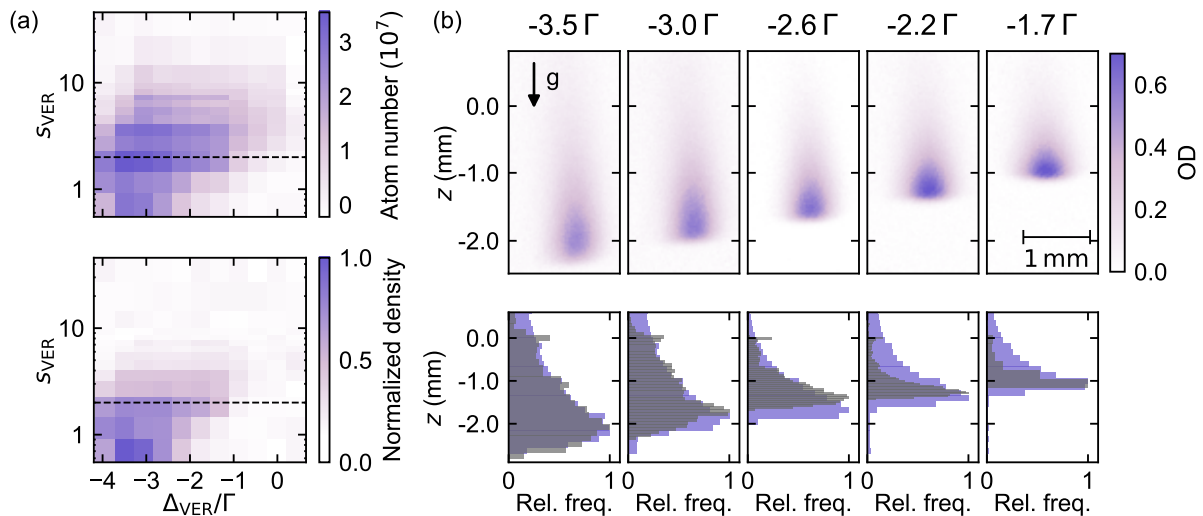 (a)
s_VER
10
1
3
2
1
0
Atom number (10⁷)
s_VER
10
1
−4 −3 −2 −1 0
Δ_VER/Γ
1.0
0.5
0.0
Normalized density
(b)
-3.5 Γ -3.0 Γ -2.6 Γ -2.2 Γ -1.7 Γ
g
z (mm)
0.0
-1.0
-2.0
1 mm
0.6
0.4
0.2
0.0
OD
z (mm)
0.0
-1.0
-2.0
0 1 0 1 0 1 0 1 0 1
Rel. freq. Rel. freq. Rel. freq. Rel. freq. Rel. freq.